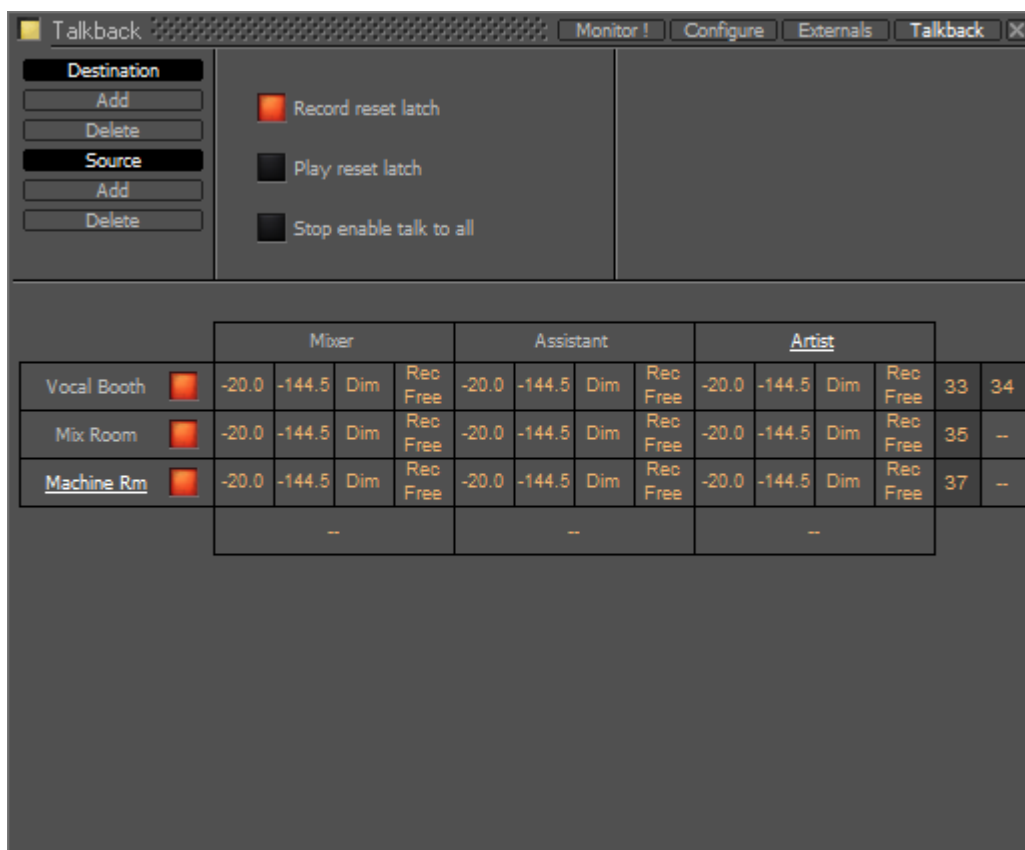 Talkback Monitor ! Configure Externals Talkback X
Destination
Add
Delete
Source
Add
Delete
Record reset latch
Play reset latch
Stop enable talk to all
Mixer Assistant Artist
Vocal Booth -20.0 -144.5 Dim Rec Free -20.0 -144.5 Dim Rec Free -20.0 -144.5 Dim Rec Free 33 34
Mix Room -20.0 -144.5 Dim Rec Free -20.0 -144.5 Dim Rec Free -20.0 -144.5 Dim Rec Free 35 --
Machine Rm -20.0 -144.5 Dim Rec Free -20.0 -144.5 Dim Rec Free -20.0 -144.5 Dim Rec Free 37 --
-- -- --